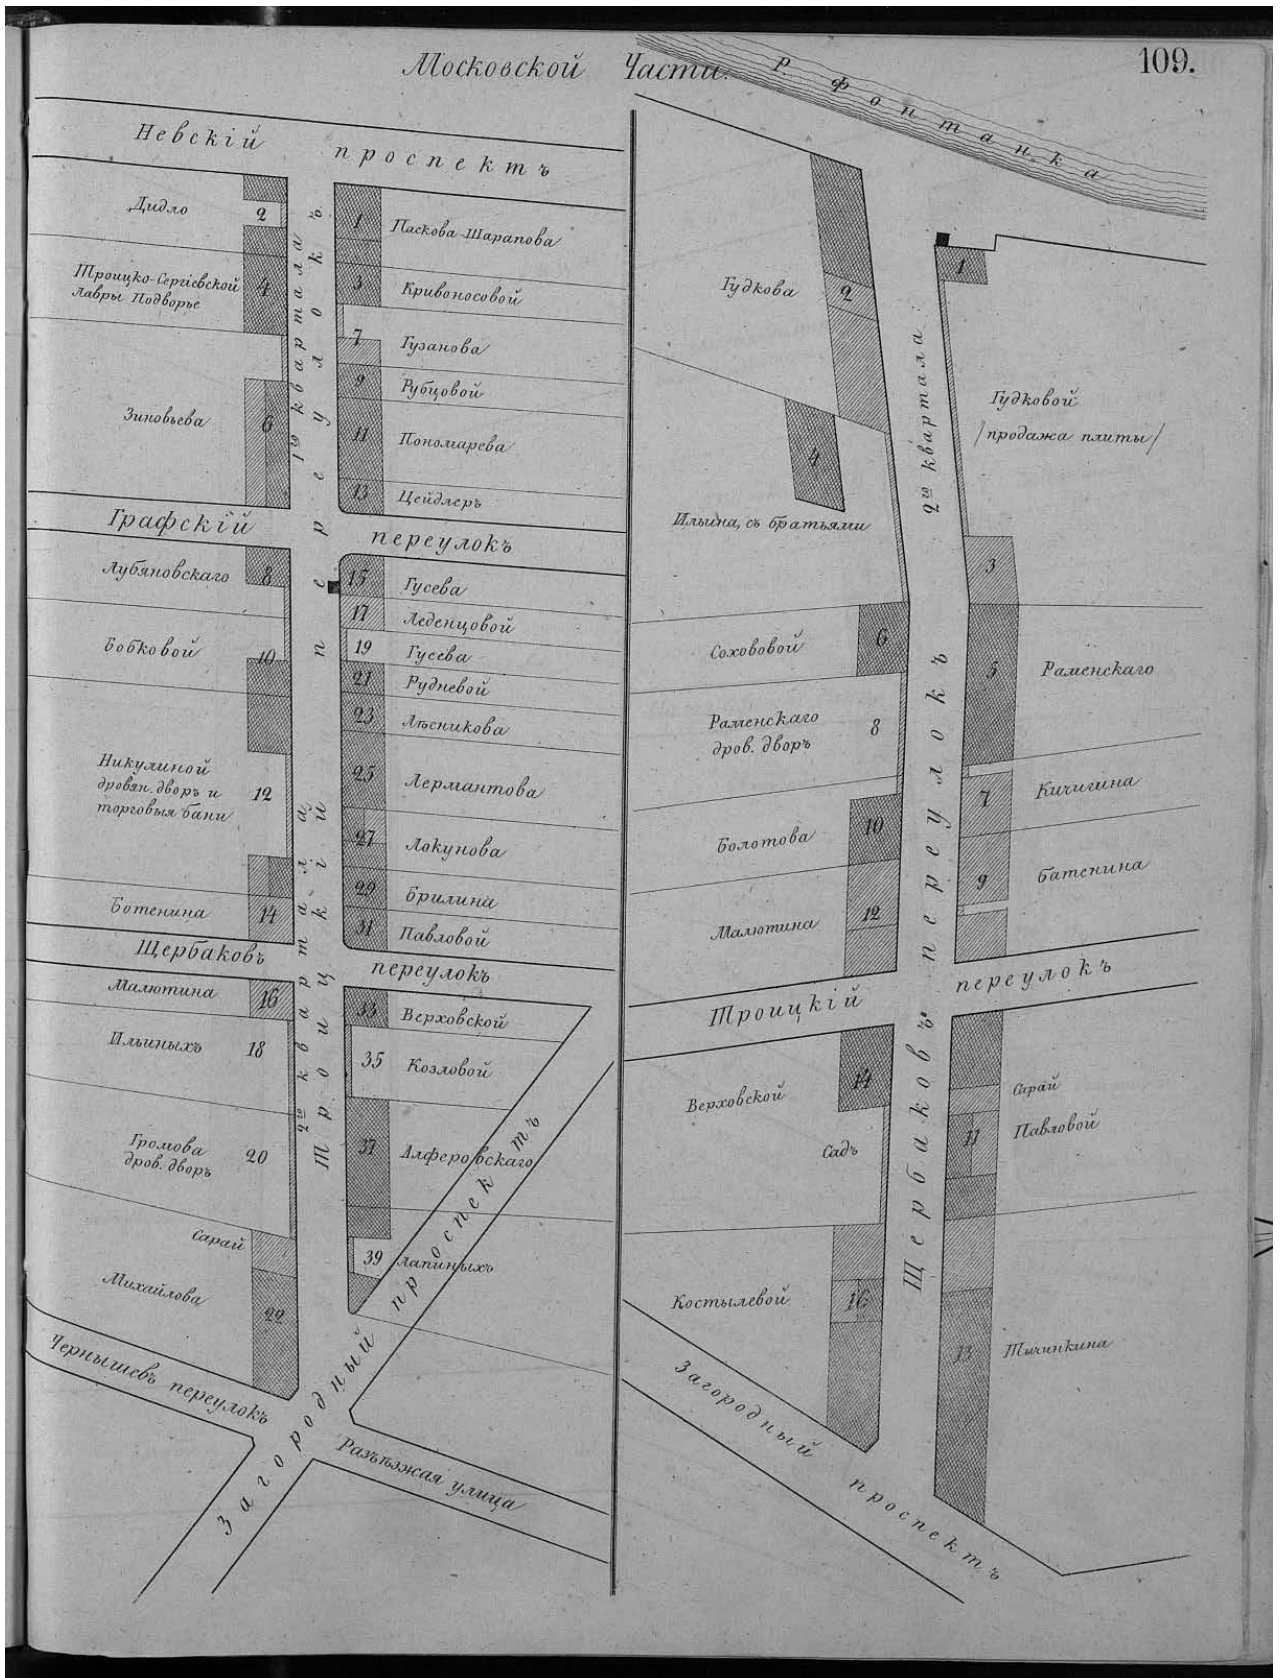 Московской Части.
109.
Невскій проспектъ
1го квартала
Троицкій переулокъ
2го квартала
Дидло
2
Троицко-Сергіевской
Лавры Подворье
4
Зиновьева
6
1
Паскова-Шарапова
3
Кривоносовой
7
Гузанова
9
Рубцовой
11
Пономарева
13
Цейдлеръ
Графскій переулокъ
Лубяновскаго
8
Бобковой
10
Никулиной
дровян. дворъ и
торговыя бани
12
Ботенина
14
15
Гусева
17
Леденцовой
19
Гусева
21
Рудневой
23
Лѣсникова
25
Лермантова
27
Локунова
29
Брилина
31
Павловой
Щербаковъ переулокъ
Малютина
16
Ильиныхъ
18
Громова
дров. дворъ
20
Сарай
Михайлова
22
33
Верховской
35
Козловой
37
Алферовскаго
39
Лапиныхъ
Чернышевъ переулокъ
Загородный проспектъ
Разъѣзжая улица
Р. Фонтанка
2го квартала
Щербаковъ переулокъ
Гудкова
2
4
Ильина, съ братьями
Сохововой
6
Раменскаго
дров. дворъ
8
Болотова
10
Малютина
12
1
Гудковой
/продажа плиты/
3
5
Раменскаго
7
Кичигина
9
Батенина
Троицкій переулокъ
Верховской
14
Садъ
Костылевой
16
Сарай
11
Павловой
13
Тычинкина
Загородный проспектъ